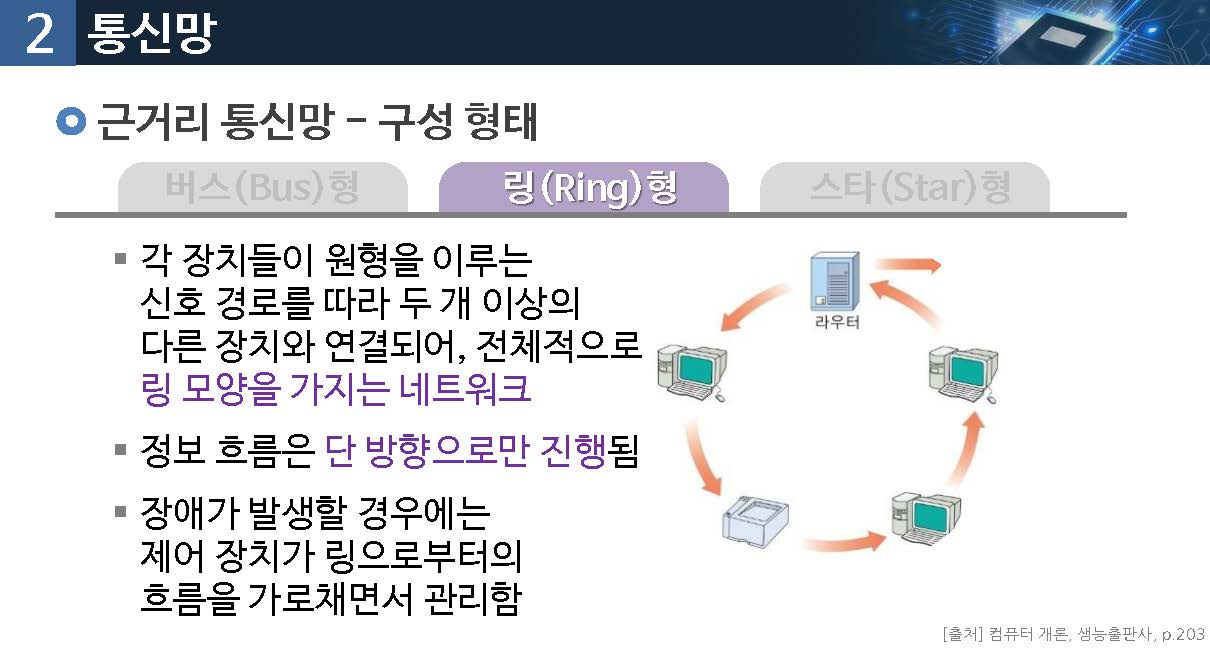 2 통신망
근거리 통신망 – 구성 형태
버스(Bus)형 링(Ring)형 스타(Star)형
▪ 각 장치들이 원형을 이루는
신호 경로를 따라 두 개 이상의
다른 장치와 연결되어, 전체적으로
링 모양을 가지는 네트워크
▪ 정보 흐름은 단 방향으로만 진행됨
▪ 장애가 발생할 경우에는
제어 장치가 링으로부터의
흐름을 가로채면서 관리함
라우터
[출처] 컴퓨터 개론, 생능출판사, p.203